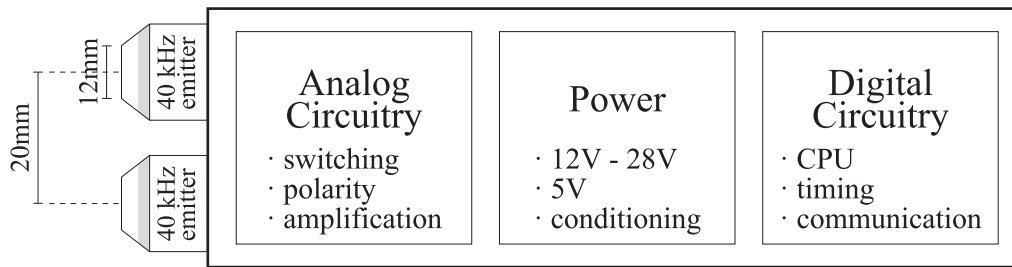 20mm
12mm
40 kHz
emitter
40 kHz
emitter
Analog
Circuitry
· switching
· polarity
· amplification
Power
· 12V - 28V
· 5V
· conditioning
Digital
Circuitry
· CPU
· timing
· communication